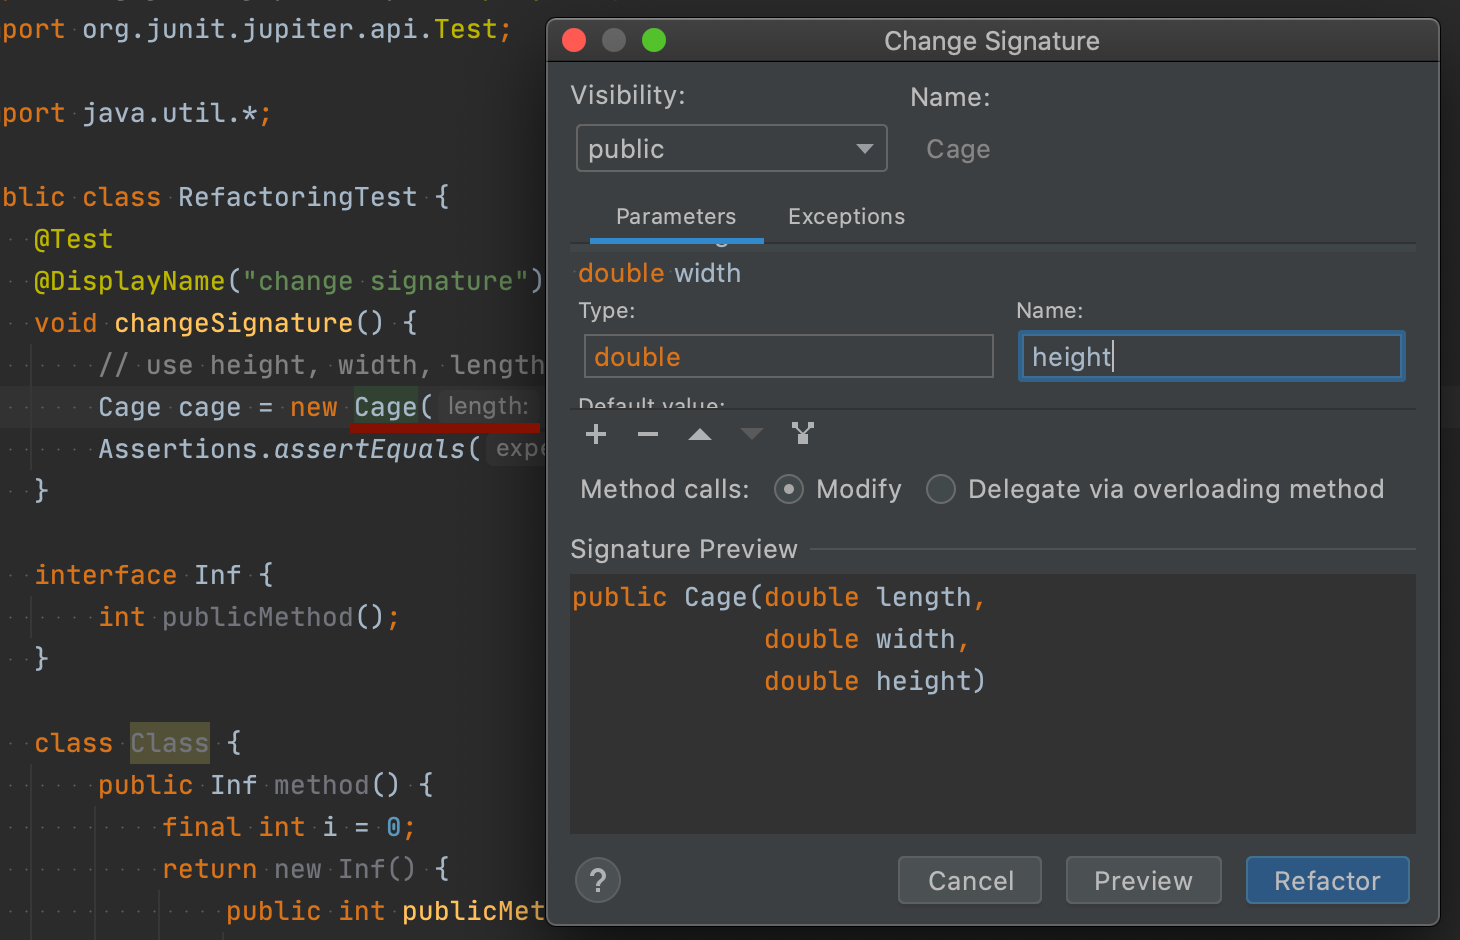 port org.junit.jupiter.api.Test;
port java.util.*;
blic class RefactoringTest {
@Test
@DisplayName("change signature")
void changeSignature() {
// use height, width, length
Cage cage = new Cage( length:
Assertions.assertEquals( expe
}
interface Inf {
int publicMethod();
}
class Class {
public Inf method() {
final int i = 0;
return new Inf() {
public int publicMet
Change Signature
Visibility:
Name:
public
Cage
Parameters
Exceptions
double width
Type:
Name:
double
height
Default value:
Method calls:
Modify
Delegate via overloading method
Signature Preview
public Cage(double length,
double width,
double height)
?
Cancel
Preview
Refactor